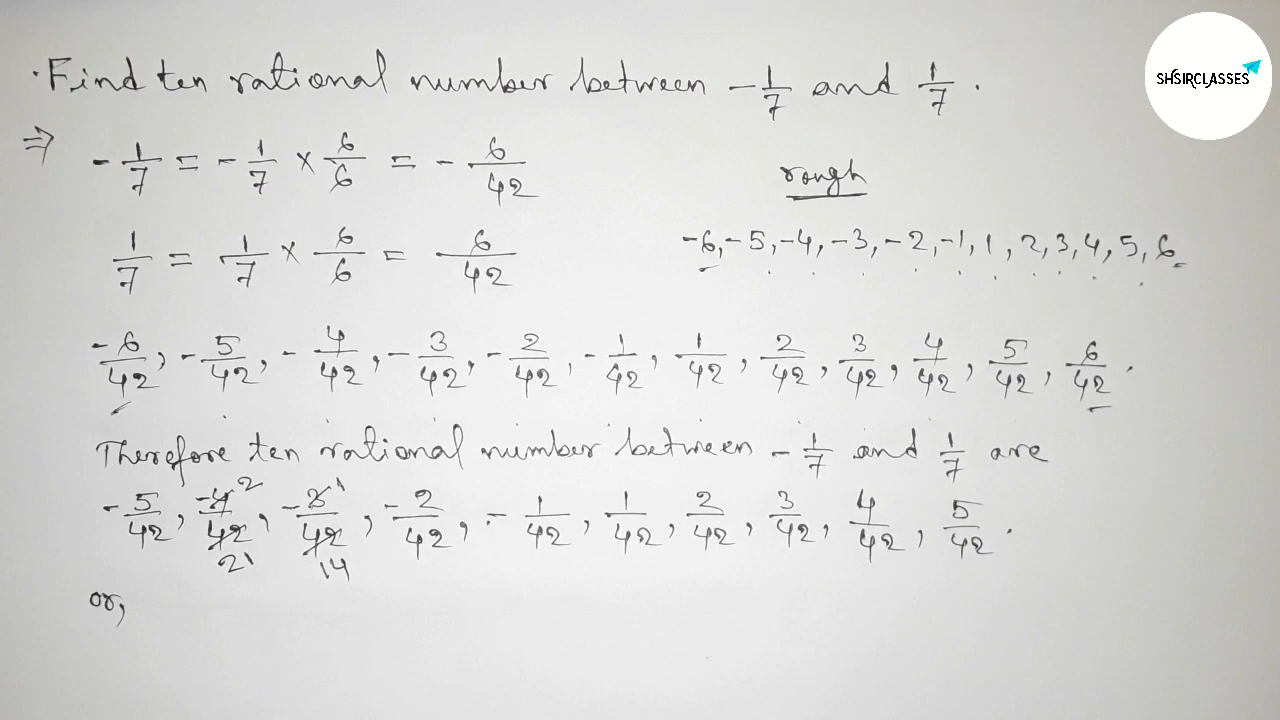 SHSIRCLASSES
. Find ten rational number between -1/7 and 1/7 .
⇒ -1/7 = -1/7 × 6/6 = -6/42
rough
1/7 = 1/7 × 6/6 = 6/42
-6, -5, -4, -3, -2, -1, 1, 2, 3, 4, 5, 6
-6/42, -5/42, -4/42, -3/42, -2/42, -1/42, 1/42, 2/42, 3/42, 4/42, 5/42, 6/42 .
Therefore ten rational number between -1/7 and 1/7 are
-5/42, -4/42, -3/42, -2/42, -1/42, 1/42, 2/42, 3/42, 4/42, 5/42 .
2 1
21 14
or,